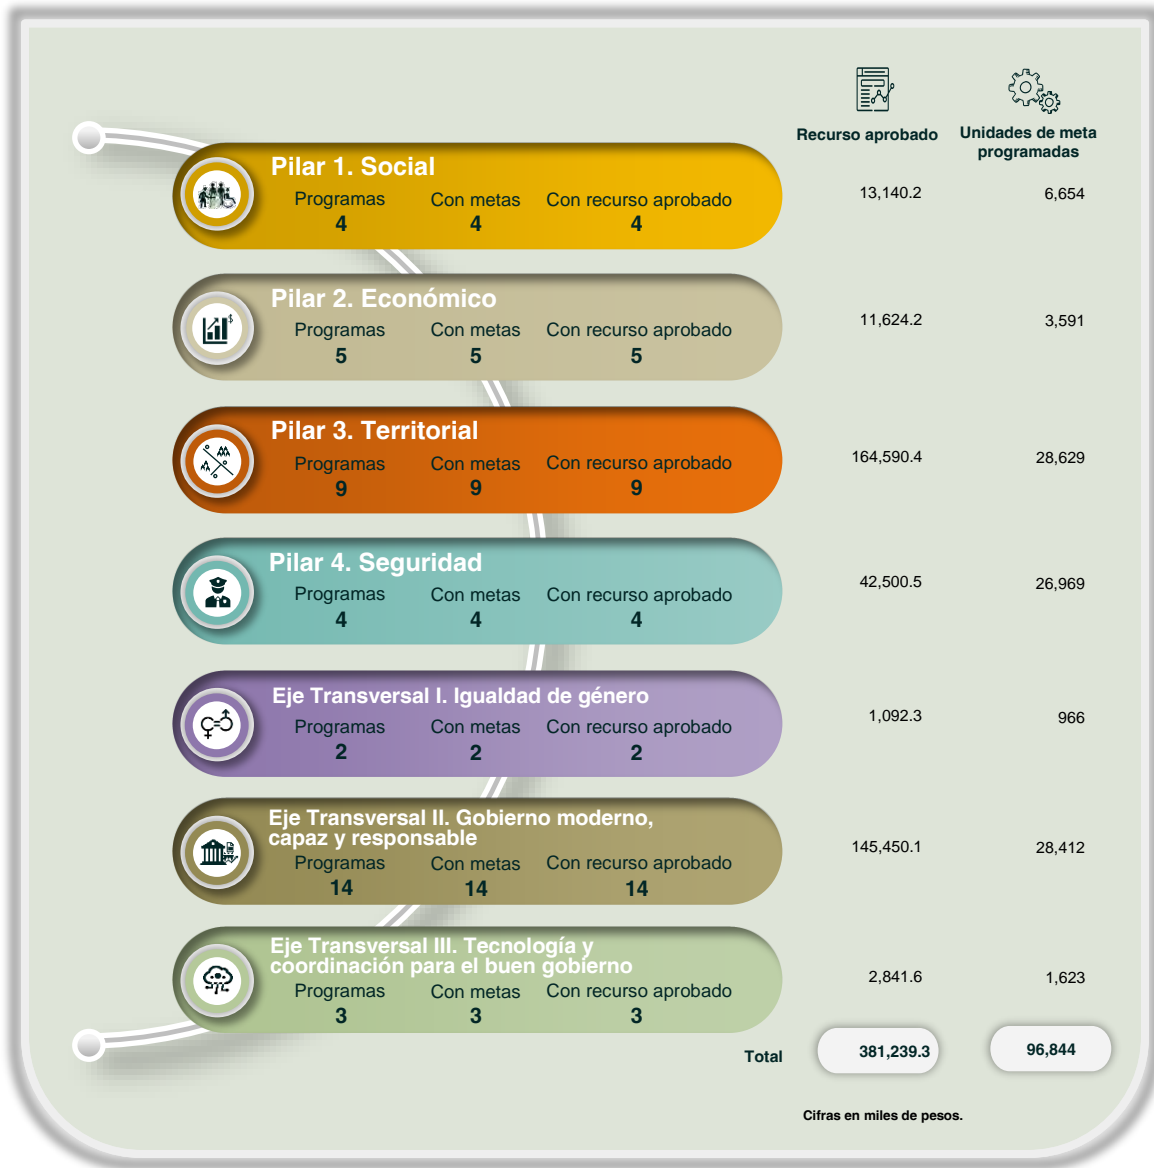 Recurso aprobado
Unidades de meta
programadas
Pilar 1. Social
Programas Con metas Con recurso aprobado
4 4 4
13,140.2 6,654
Pilar 2. Económico
Programas Con metas Con recurso aprobado
5 5 5
11,624.2 3,591
Pilar 3. Territorial
Programas Con metas Con recurso aprobado
9 9 9
164,590.4 28,629
Pilar 4. Seguridad
Programas Con metas Con recurso aprobado
4 4 4
42,500.5 26,969
Eje Transversal I. Igualdad de género
Programas Con metas Con recurso aprobado
2 2 2
1,092.3 966
Eje Transversal II. Gobierno moderno,
capaz y responsable
Programas Con metas Con recurso aprobado
14 14 14
145,450.1 28,412
Eje Transversal III. Tecnología y
coordinación para el buen gobierno
Programas Con metas Con recurso aprobado
3 3 3
2,841.6 1,623
Total 381,239.3 96,844
Cifras en miles de pesos.